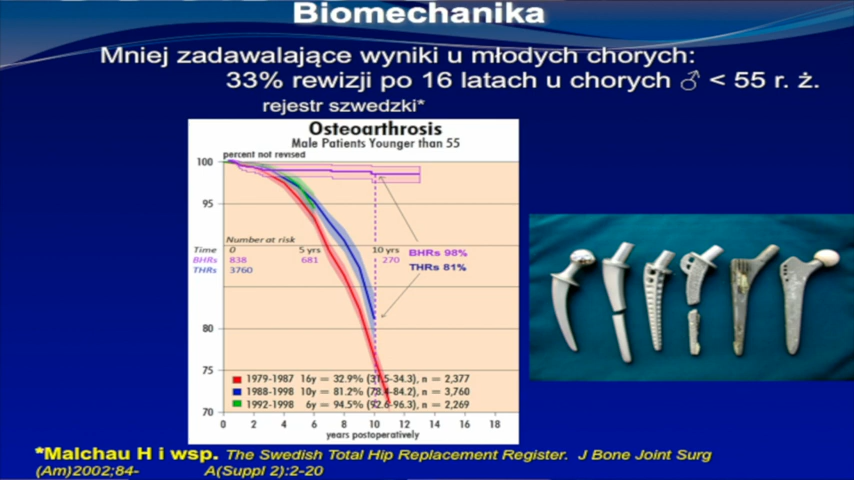 Biomechanika
Mniej zadawalające wyniki u młodych chorych:
33% rewizji po 16 latach u chorych ♂ < 55 r. ż.
rejestr szwedzki*
Osteoarthrosis
Male Patients Younger than 55
percent not revised
100
95
Number at risk
Time 0 5 yrs 10 yrs
BHRs 838 681 270
THRs 3760
BHRs 98%
THRs 81%
80
75
70
1979-1987 16y = 32.9% (31.5-34.3), n = 2,377
1988-1998 10y = 81.2% (78.4-84.2), n = 3,760
1992-1998 6y = 94.5% (92.6-96.3), n = 2,269
0 2 4 6 8 10 12 14 16 18
years postoperatively
*Malchau H i wsp. The Swedish Total Hip Replacement Register. J Bone Joint Surg
(Am)2002;84- A(Suppl 2):2-20